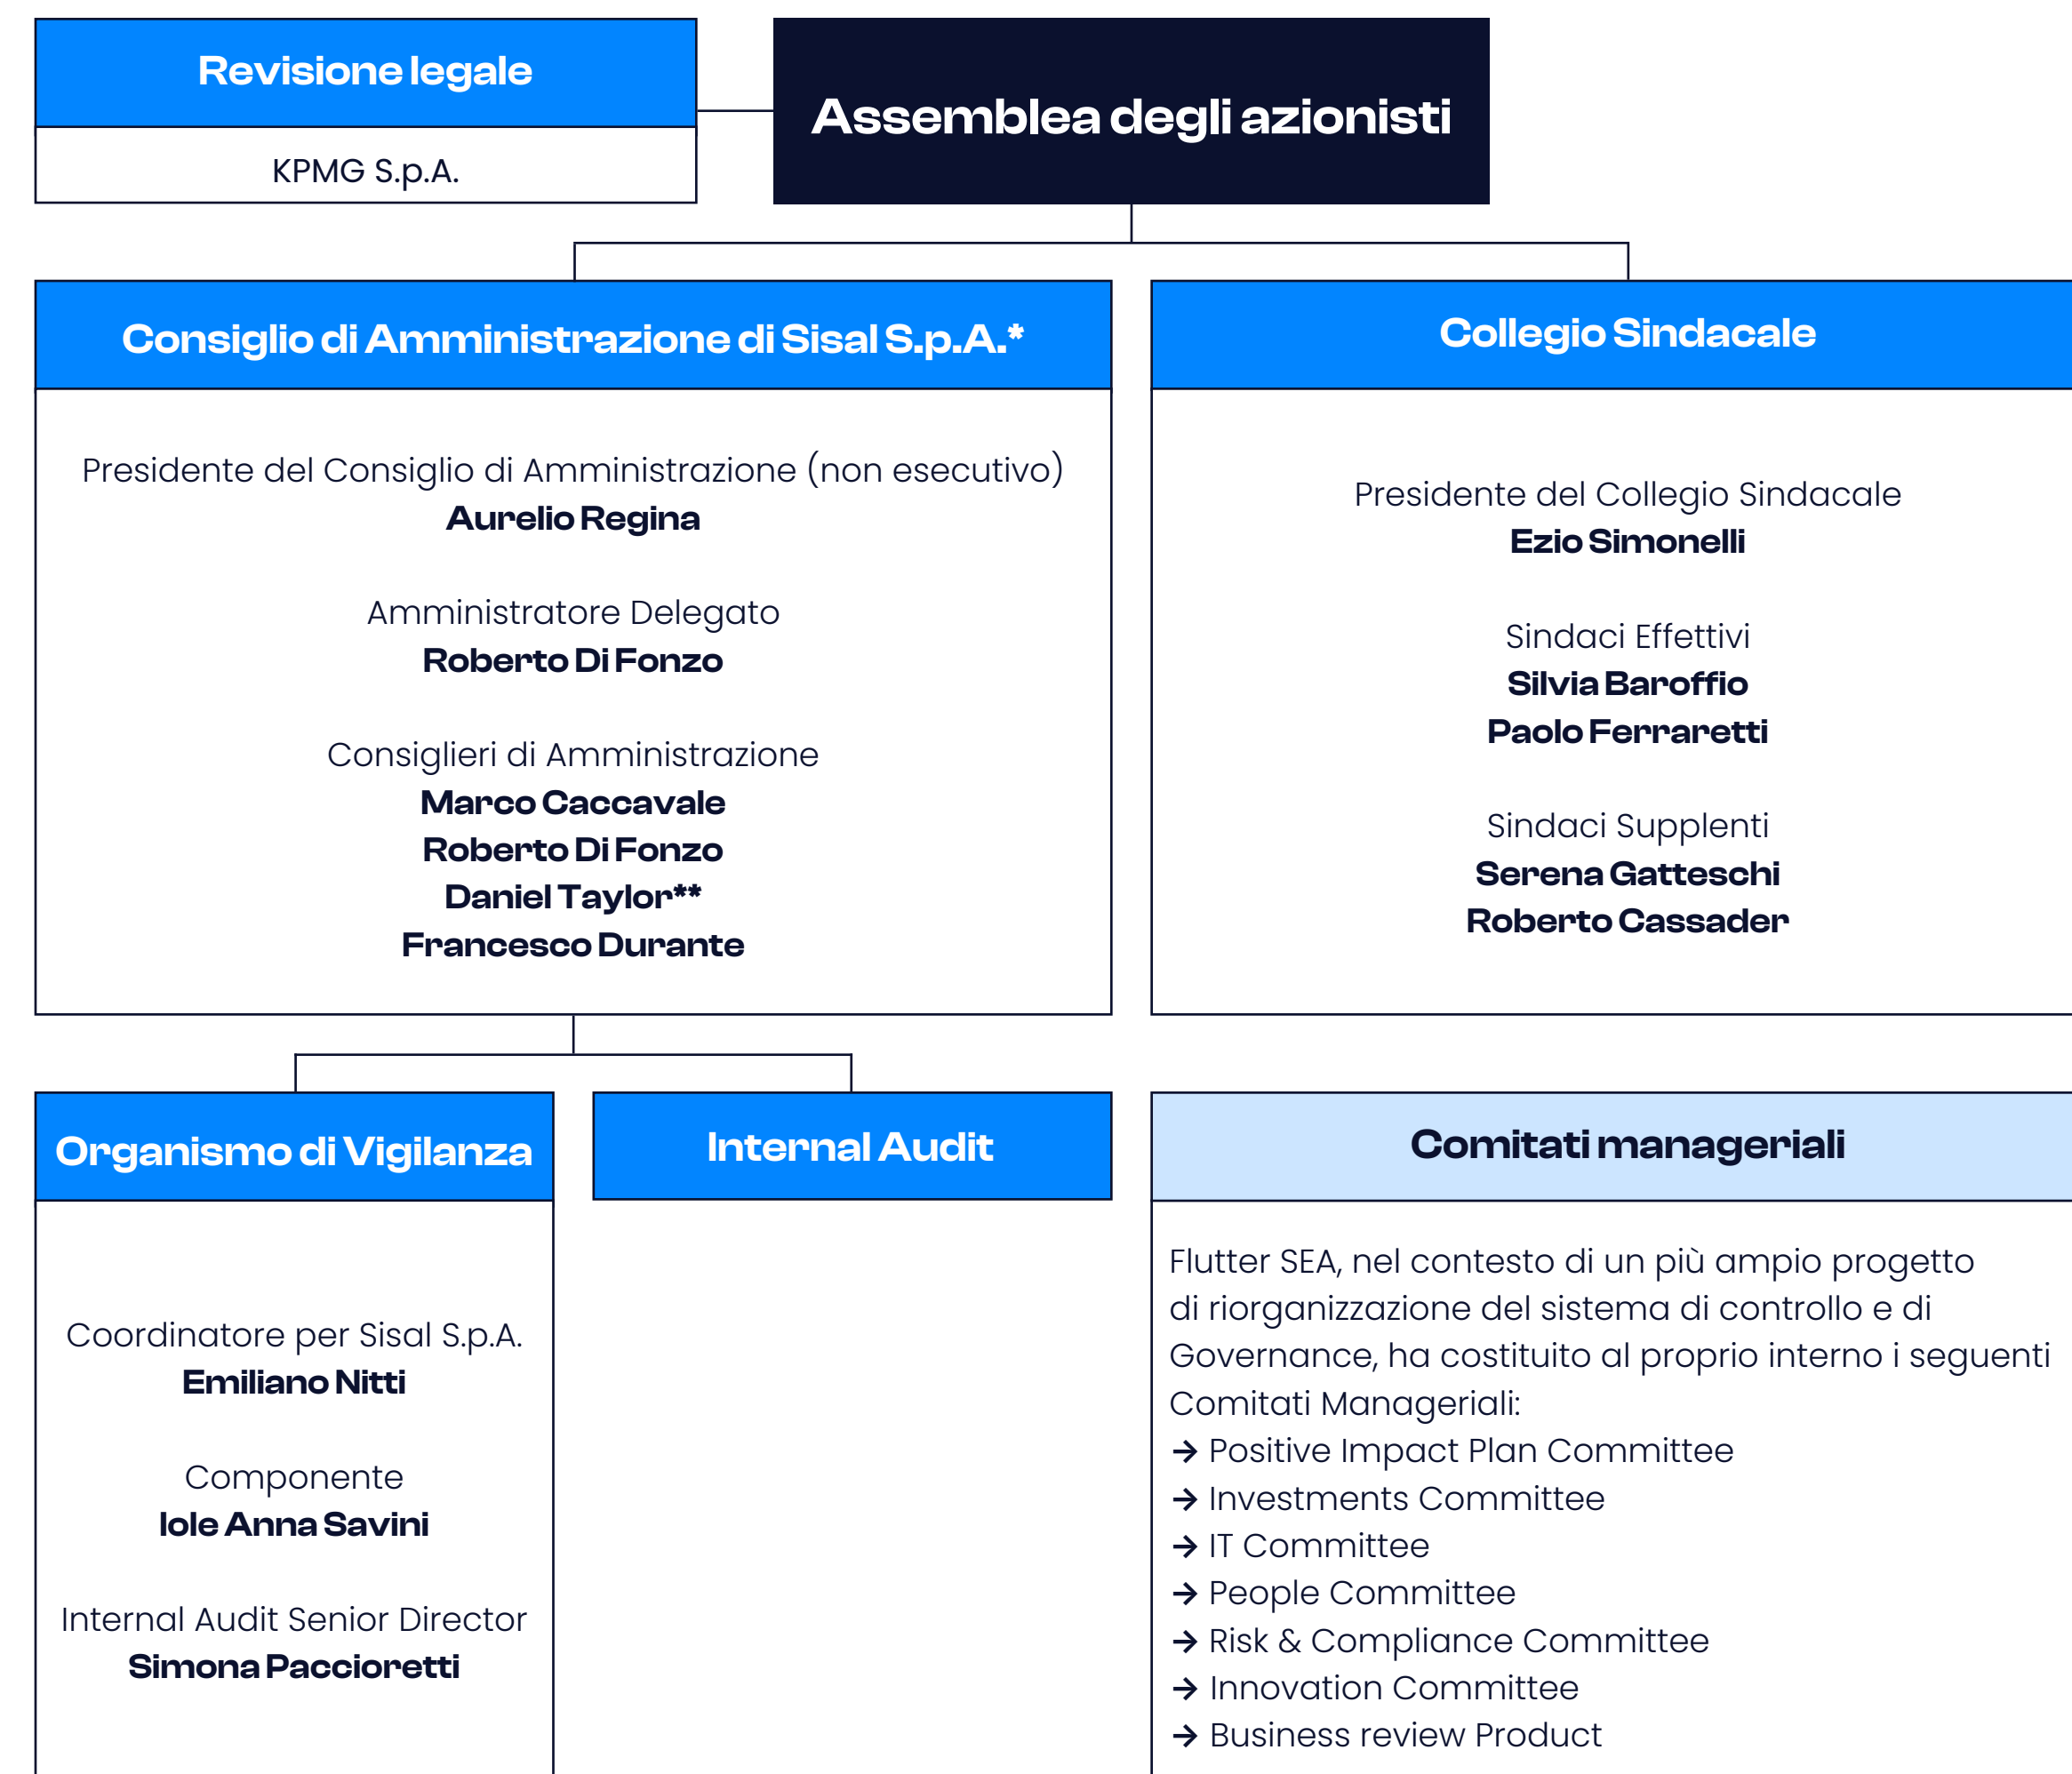 Revisione legale
KPMG S.p.A.
Assemblea degli azionisti
Consiglio di Amministrazione di Sisal S.p.A.*
Presidente del Consiglio di Amministrazione (non esecutivo)
Aurelio Regina
Amministratore Delegato
Roberto Di Fonzo
Consiglieri di Amministrazione
Marco Caccavale
Roberto Di Fonzo
Daniel Taylor**
Francesco Durante
Collegio Sindacale
Presidente del Collegio Sindacale
Ezio Simonelli
Sindaci Effettivi
Silvia Baroffio
Paolo Ferraretti
Sindaci Supplenti
Serena Gatteschi
Roberto Cassader
Organismo di Vigilanza
Coordinatore per Sisal S.p.A.
Emiliano Nitti
Componente
Iole Anna Savini
Internal Audit Senior Director
Simona Paccioretti
Internal Audit
Comitati manageriali
Flutter SEA, nel contesto di un più ampio progetto
di riorganizzazione del sistema di controllo e di
Governance, ha costituito al proprio interno i seguenti
Comitati Manageriali:
→ Positive Impact Plan Committee
→ Investments Committee
→ IT Committee
→ People Committee
→ Risk & Compliance Committee
→ Innovation Committee
→ Business review Product